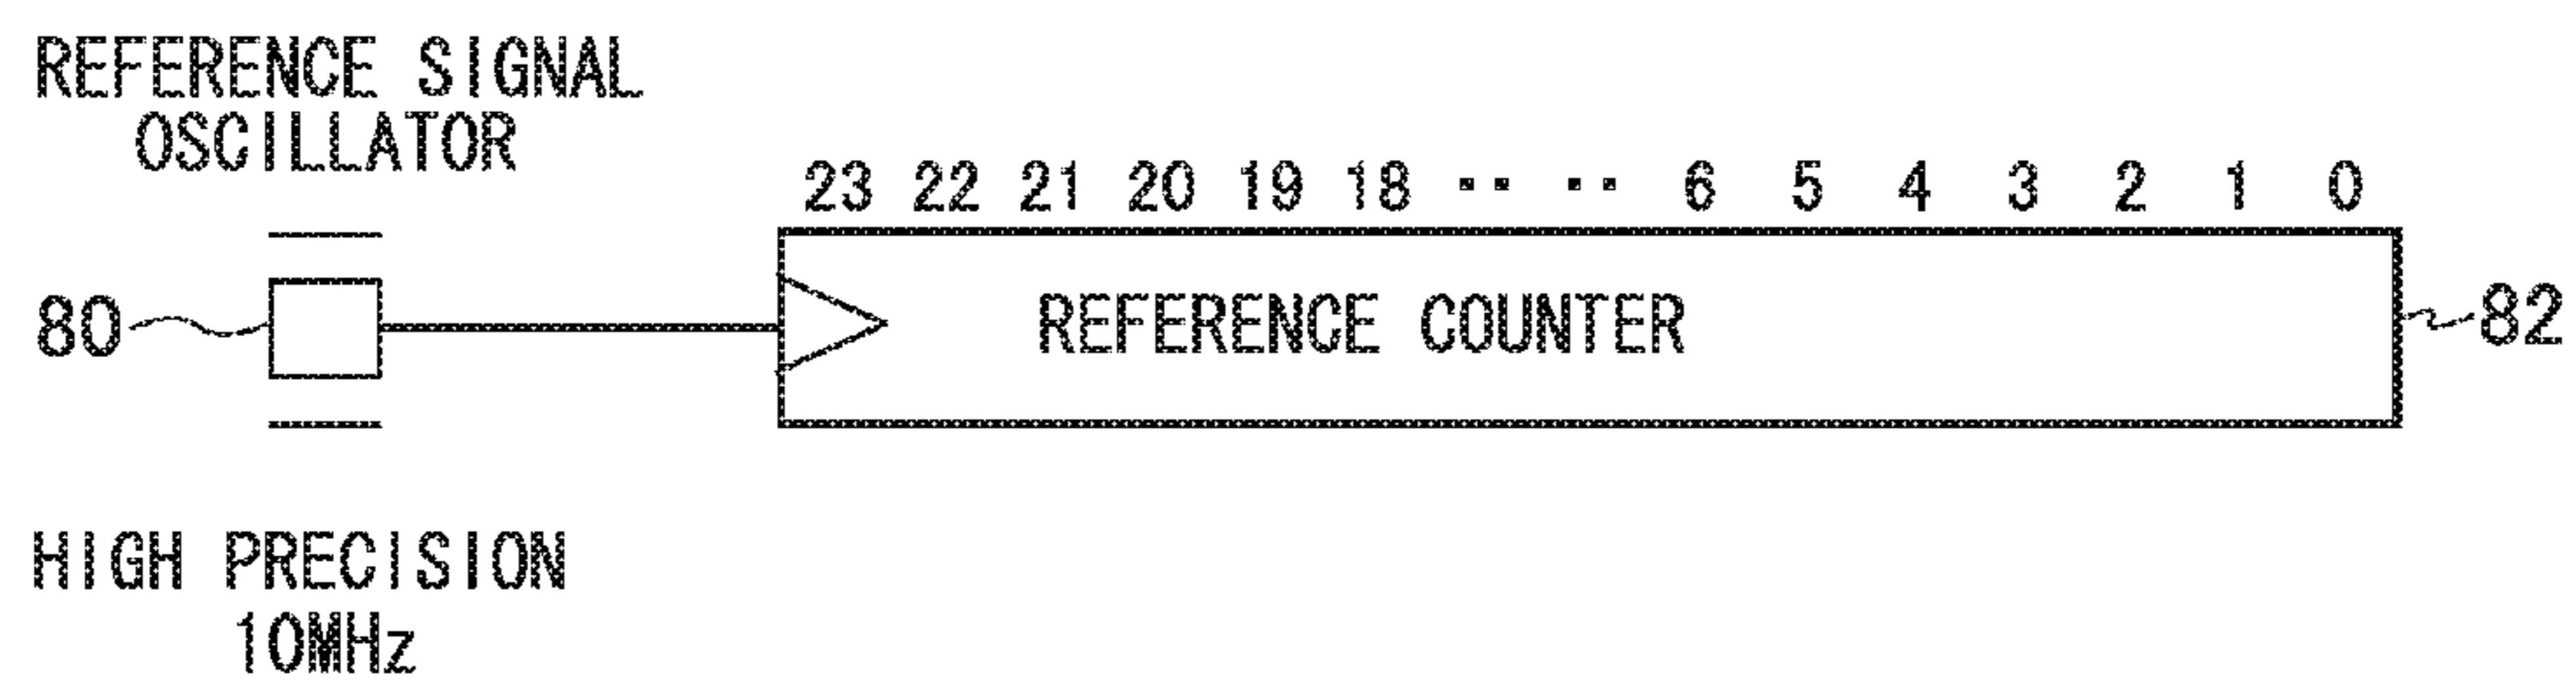 REFERENCE SIGNAL
OSCILLATOR
23 22 21 20 19 18 ·· ·· 6 5 4 3 2 1 0
80
REFERENCE COUNTER
82
HIGH PRECISION
10MHz